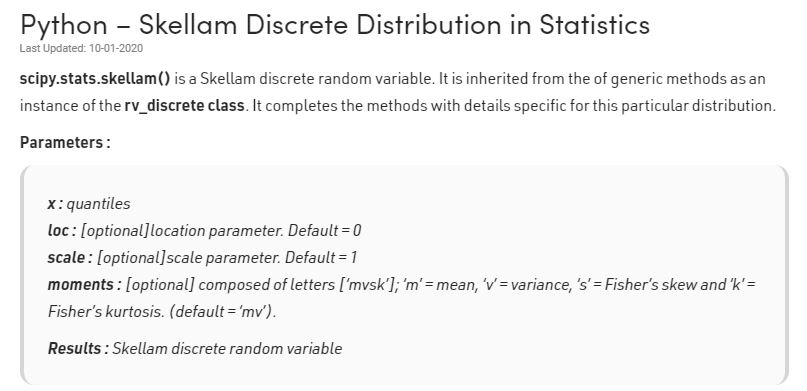 Python – Skellam Discrete Distribution in Statistics
Last Updated: 10-01-2020
scipy.stats.skellam() is a Skellam discrete random variable. It is inherited from the of generic methods as an
instance of the rv_discrete class. It completes the methods with details specific for this particular distribution.
Parameters :
x : quantiles
loc : [optional]location parameter. Default = 0
scale : [optional]scale parameter. Default = 1
moments : [optional] composed of letters [‘mvsk’]; ‘m’ = mean, ‘v’ = variance, ‘s’ = Fisher’s skew and ‘k’ =
Fisher’s kurtosis. (default = ‘mv’).
Results : Skellam discrete random variable